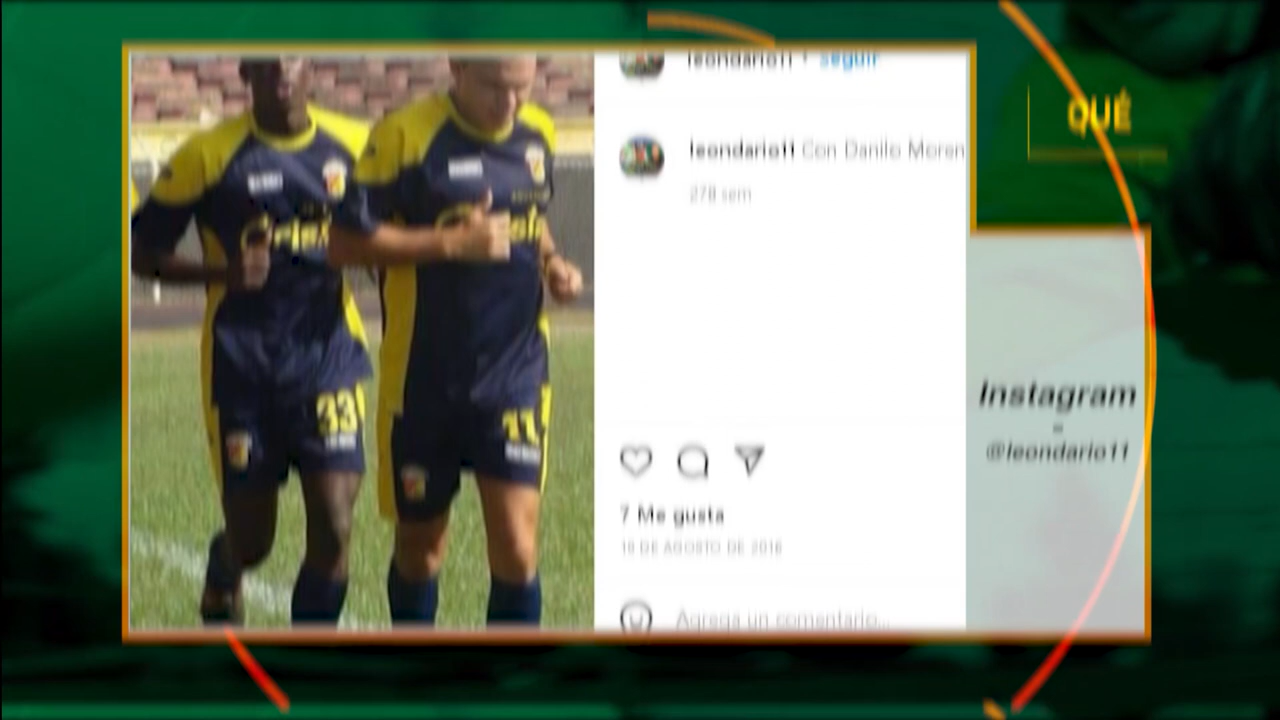 leondario11 • Seguir
QUÉ
leondario11 Con Danilo Moren
278 sem
33
11
7 Me gusta
18 DE AGOSTO DE 2016
Agrega un comentario...
Instagram
-
@leondario11